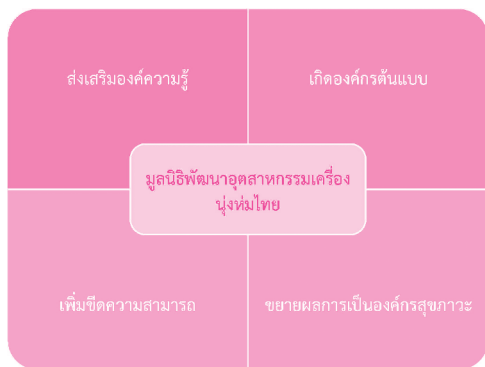 ส่งเสริมองค์ความรู้
เกิดองค์กรต้นแบบ
มูลนิธิพัฒนาอุตสาหกรรมเครื่อง
นุ่งห่มไทย
เพิ่มขีดความสามารถ
ขยายผลการเป็นองค์กรสุขภาวะ